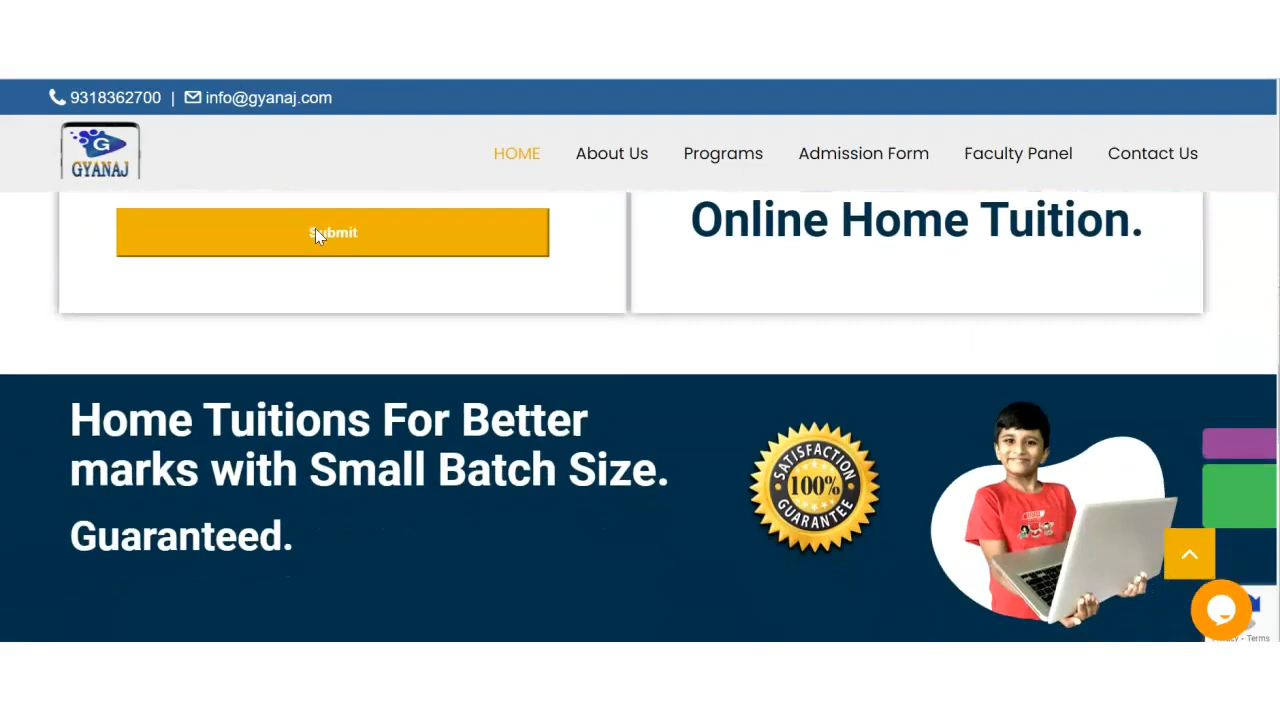 9318362700 | info@gyanaj.com
G
GYANAJ
HOME About Us Programs Admission Form Faculty Panel Contact Us
Submit
Online Home Tuition.
Home Tuitions For Better
marks with Small Batch Size.
Guaranteed.
SATISFACTION
100%
GUARANTEE
- Terms